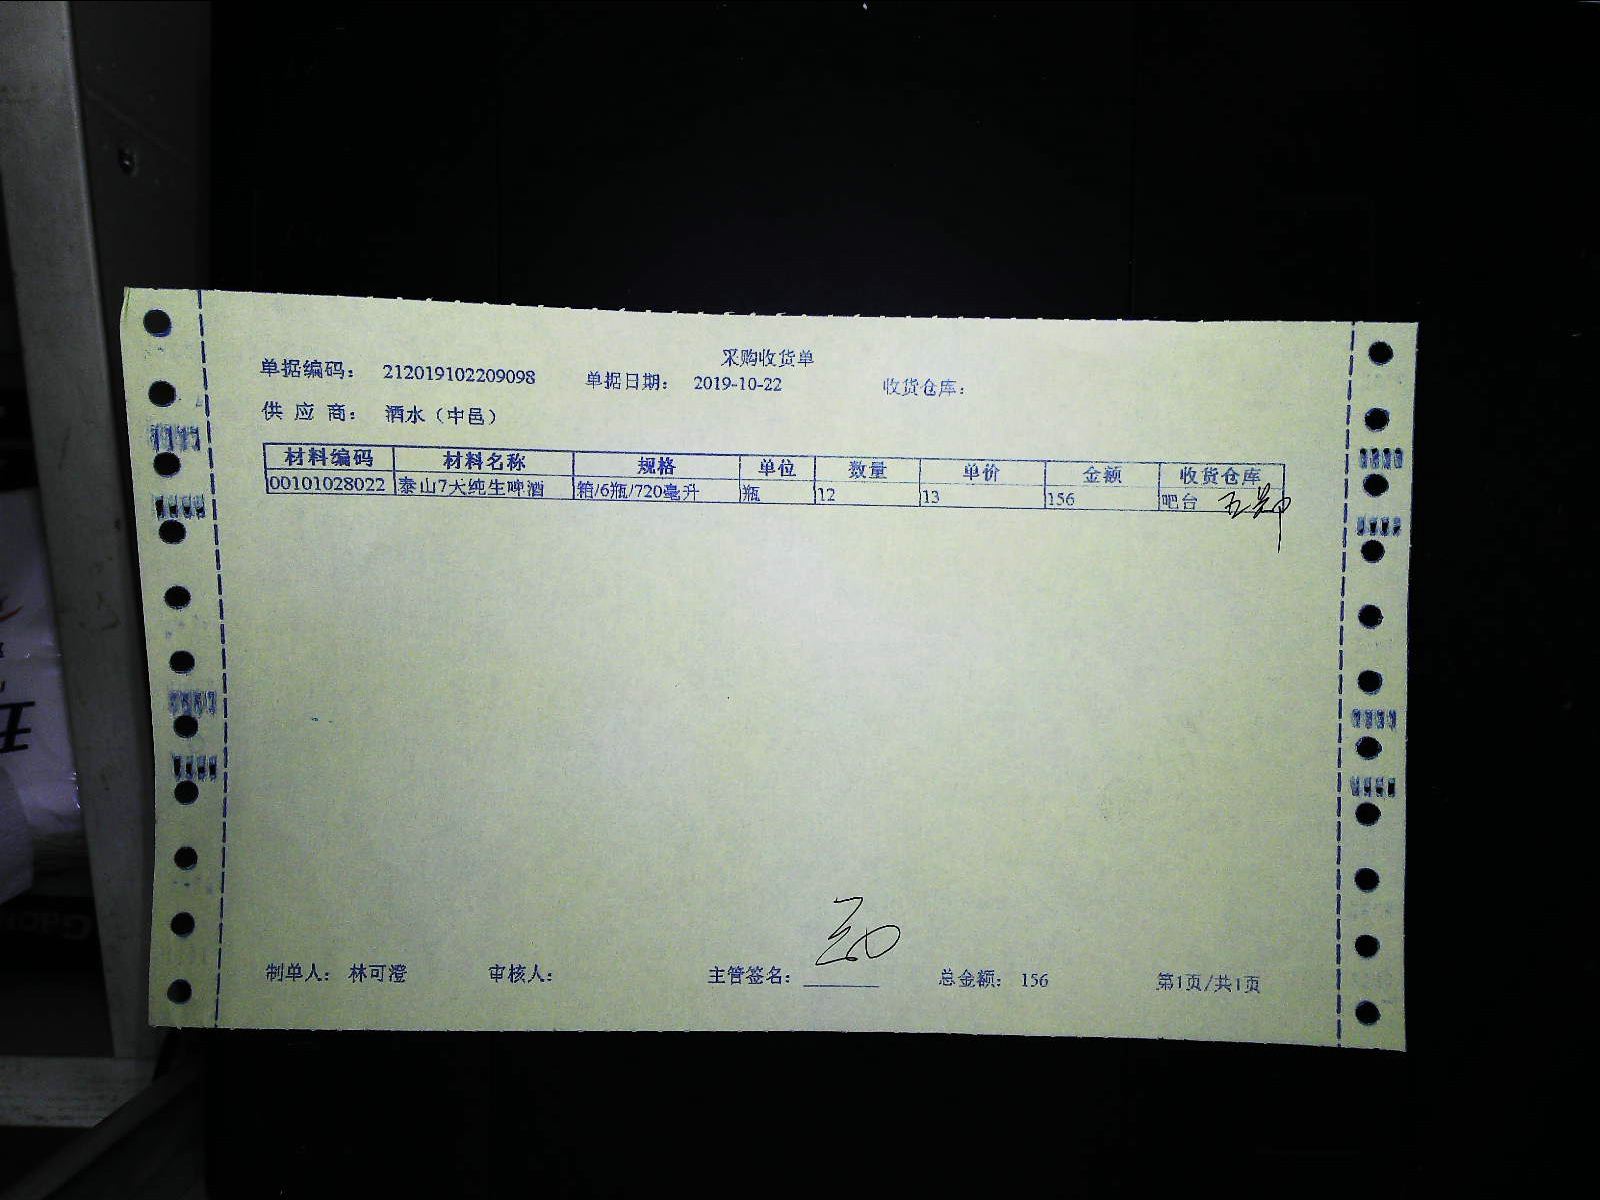 采购收货单
单据编码： 212019102209098 单据日期： 2019-10-22 收货仓库：
供 应 商： 酒水（中邑）
材料编码 材料名称 规格 单位 数量 单价 金额 收货仓库
00101028022 泰山7天纯生啤酒 箱/6瓶/720毫升 瓶 12 13 156 吧台
制单人： 林可澄 审核人： 主管签名： 总金额： 156 第1页/共1页